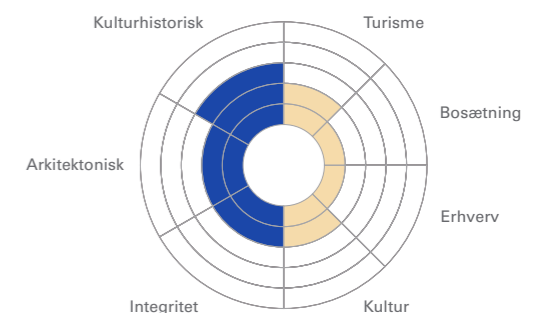 Kulturhistorisk
Turisme
Bosætning
Arkitektonisk
Erhverv
Integritet
Kultur